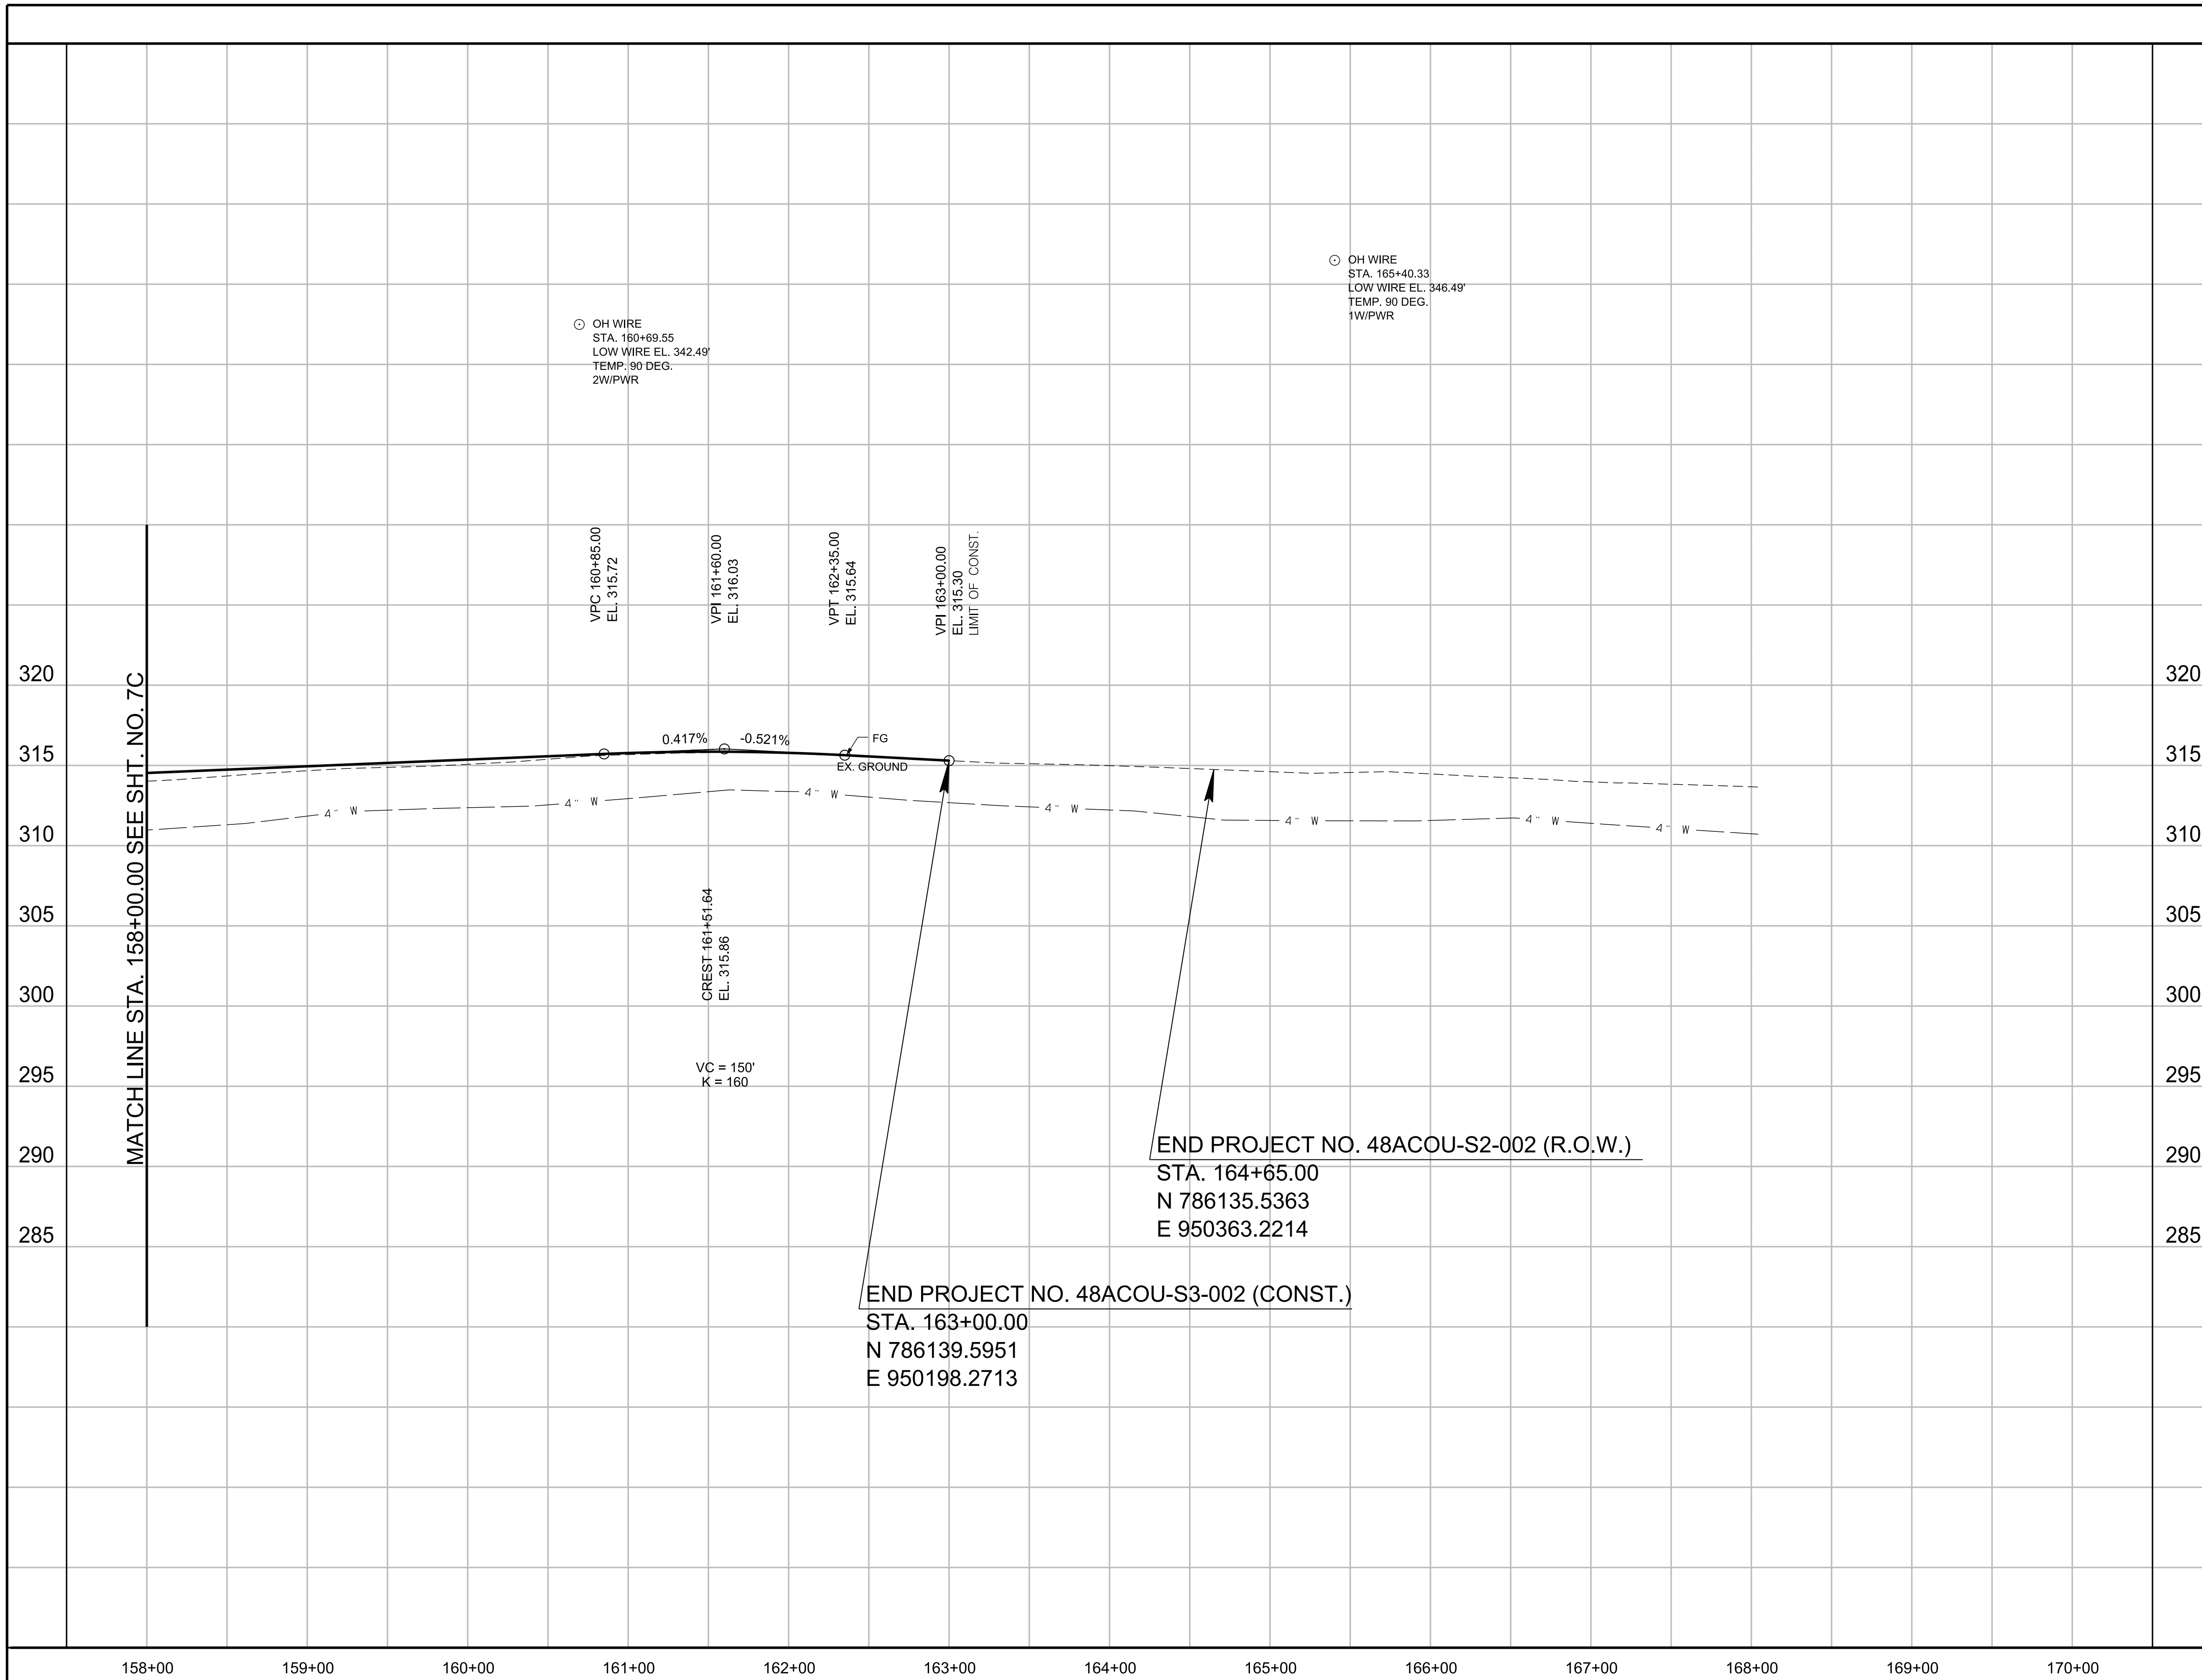 OH WIRE
STA. 165+40.33
LOW WIRE EL. 346.49'
TEMP. 90 DEG.
1W/PWR
OH WIRE
STA. 160+69.55
LOW WIRE EL. 342.49'
TEMP. 90 DEG.
2W/PWR
VPC 160+85.00
EL. 315.72
VPI 161+60.00
EL. 316.03
VPT 162+35.00
EL. 315.64
VPI 163+00.00
EL. 315.30
LIMIT OF CONST.
MATCH LINE STA. 158+00.00 SEE SHT. NO. 7C
320 320
315 315
310 310
305 305
300 300
295 295
290 290
285 285
0.417% -0.521%
FG
EX. GROUND
4" W 4" W 4" W 4" W 4" W 4" W 4" W
CREST 161+51.64
EL. 315.86
VC = 150'
K = 160
END PROJECT NO. 48ACOU-S2-002 (R.O.W.)
STA. 164+65.00
N 786135.5363
E 950363.2214
END PROJECT NO. 48ACOU-S3-002 (CONST.)
STA. 163+00.00
N 786139.5951
E 950198.2713
158+00 159+00 160+00 161+00 162+00 163+00 164+00 165+00 166+00 167+00 168+00 169+00 170+00